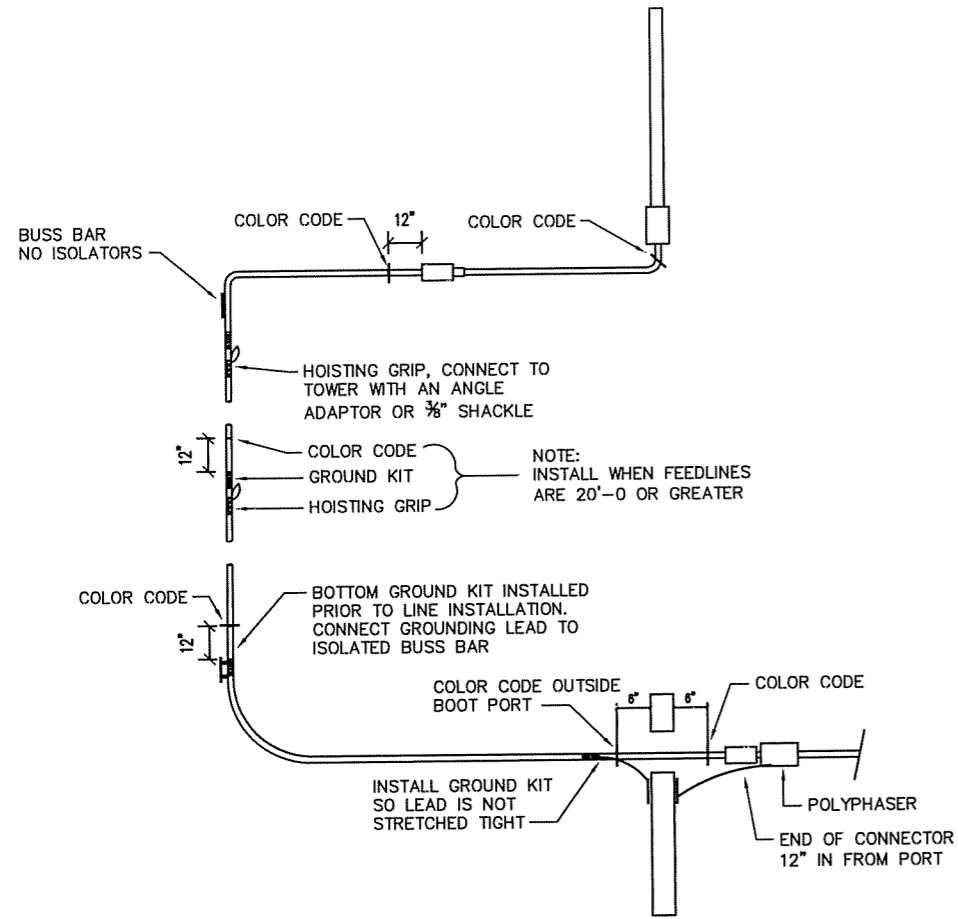 COLOR CODE
12"
COLOR CODE
BUSS BAR
NO ISOLATORS
HOISTING GRIP, CONNECT TO
TOWER WITH AN ANGLE
ADAPTOR OR ⅜" SHACKLE
12"
COLOR CODE
GROUND KIT
HOISTING GRIP
NOTE:
INSTALL WHEN FEEDLINES
ARE 20'-0 OR GREATER
COLOR CODE
12"
BOTTOM GROUND KIT INSTALLED
PRIOR TO LINE INSTALLATION.
CONNECT GROUNDING LEAD TO
ISOLATED BUSS BAR
COLOR CODE OUTSIDE
BOOT PORT
6"
6"
COLOR CODE
INSTALL GROUND KIT
SO LEAD IS NOT
STRETCHED TIGHT
POLYPHASER
END OF CONNECTOR
12" IN FROM PORT